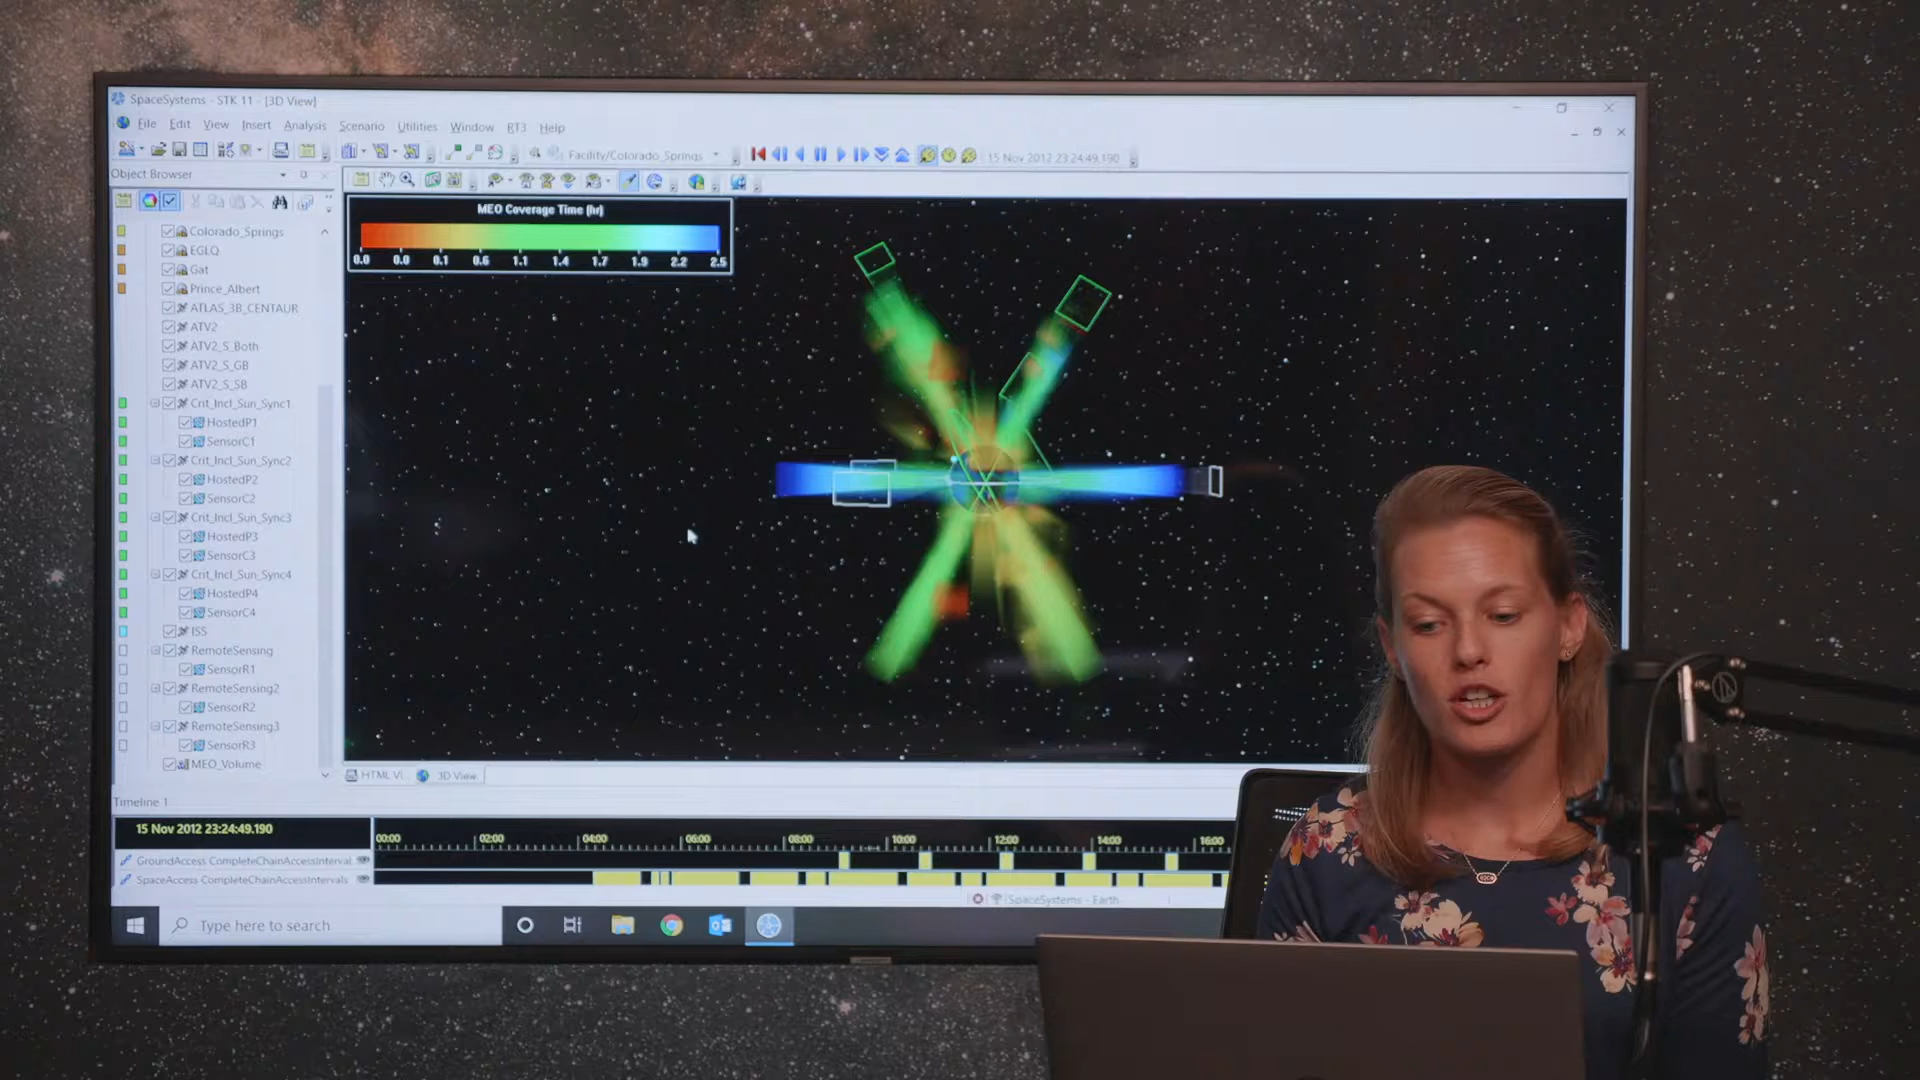 SpaceSystems - STK 11 - [3D View]
File Edit View Insert Analysis Scenario Utilities Window RT3 Help
Facility/Colorado_Springs
15 Nov 2012 23:24:49.190
Object Browser
MEO Coverage Time (hr)
0.0 0.0 0.1 0.6 1.1 1.4 1.7 1.9 2.2 2.5
Colorado_Springs
EGLQ
Gat
Prince_Albert
ATLAS_3B_CENTAUR
ATV2
ATV2_S_Both
ATV2_S_GB
ATV2_S_SB
Crit_Incl_Sun_Sync1
HostedP1
SensorC1
Crit_Incl_Sun_Sync2
HostedP2
SensorC2
Crit_Incl_Sun_Sync3
HostedP3
SensorC3
Crit_Incl_Sun_Sync4
HostedP4
SensorC4
ISS
RemoteSensing
SensorR1
RemoteSensing2
SensorR2
RemoteSensing3
SensorR3
MEO_Volume
HTML Vi...
3D View
Timeline 1
15 Nov 2012 23:24:49.190
00:00 02:00 04:00 06:00 08:00 10:00 12:00 14:00 16:00
GroundAccess CompleteChainAccessInterval
SpaceAccess CompleteChainAccessIntervals
SpaceSystems - Earth
Type here to search